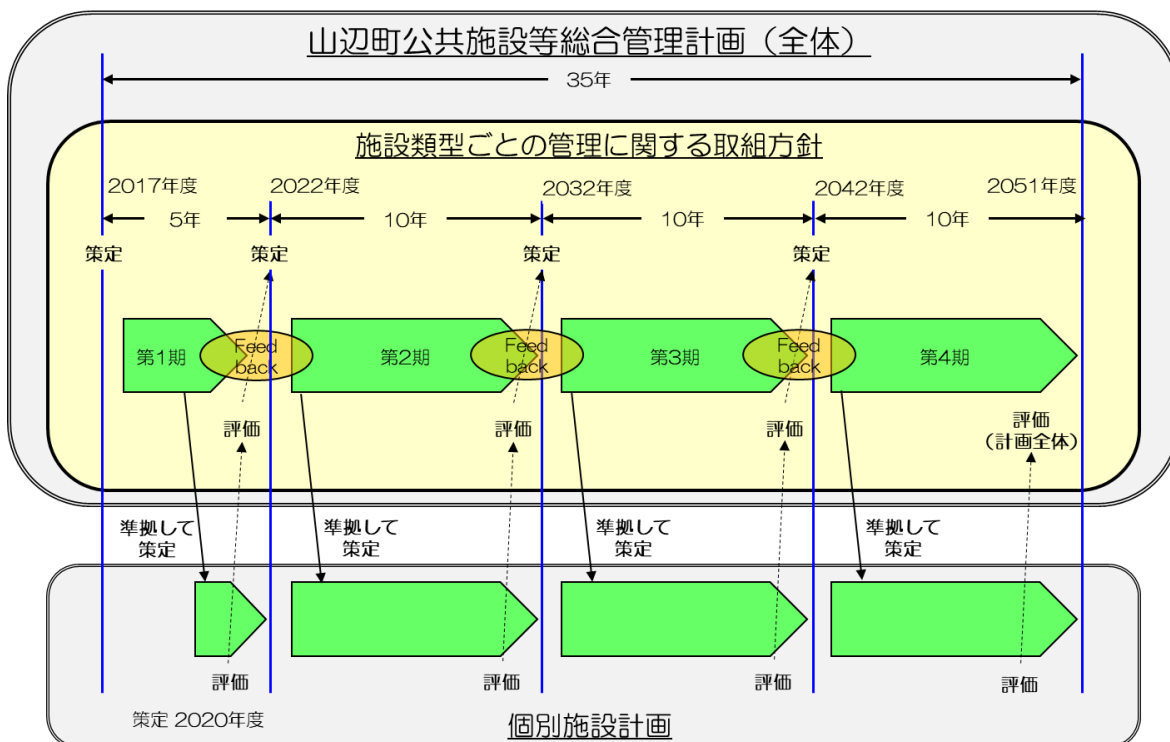 山辺町公共施設等総合管理計画（全体）
35年
施設類型ごとの管理に関する取組方針
2017年度
2022年度
2032年度
2042年度
2051年度
5年
10年
10年
10年
策定
策定
策定
策定
第1期
Feed
back
第2期
Feed
back
第3期
Feed
back
第4期
評価
評価
評価
評価
（計画全体）
準拠して
策定
準拠して
策定
準拠して
策定
準拠して
策定
評価
評価
評価
評価
策定 2020年度
個別施設計画